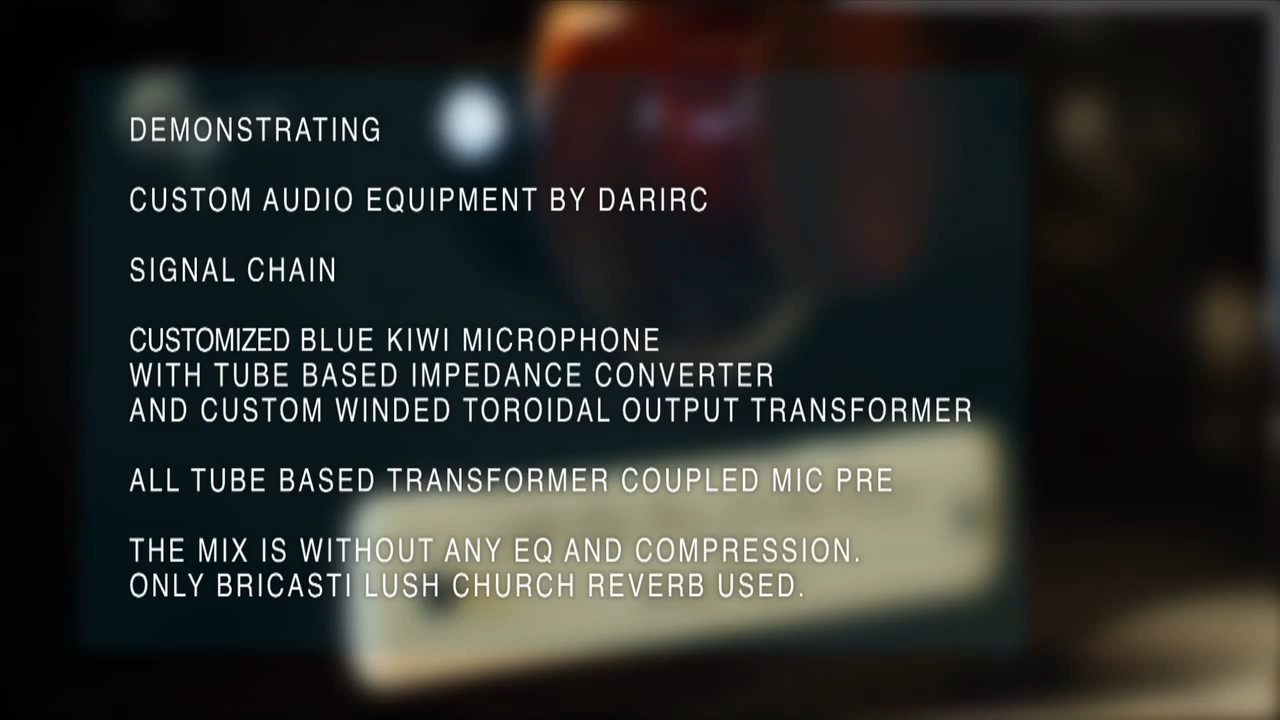 DEMONSTRATING
CUSTOM AUDIO EQUIPMENT BY DARIRC
SIGNAL CHAIN
CUSTOMIZED BLUE KIWI MICROPHONE
WITH TUBE BASED IMPEDANCE CONVERTER
AND CUSTOM WINDED TOROIDAL OUTPUT TRANSFORMER
ALL TUBE BASED TRANSFORMER COUPLED MIC PRE
THE MIX IS WITHOUT ANY EQ AND COMPRESSION.
ONLY BRICASTI LUSH CHURCH REVERB USED.